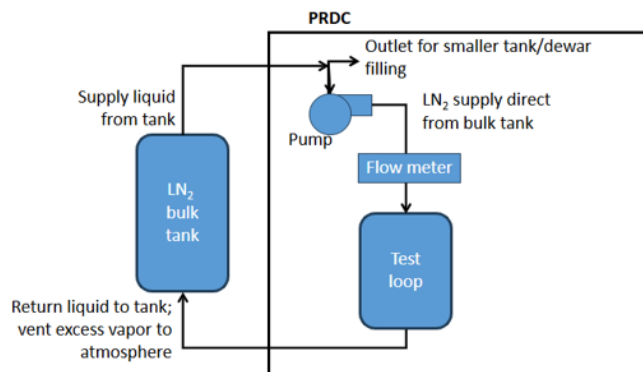 PRDC
Outlet for smaller tank/dewar
filling
Supply liquid
from tank
LN₂ supply direct
from bulk tank
Pump
Flow meter
LN₂
bulk
tank
Test
loop
Return liquid to tank;
vent excess vapor to
atmosphere